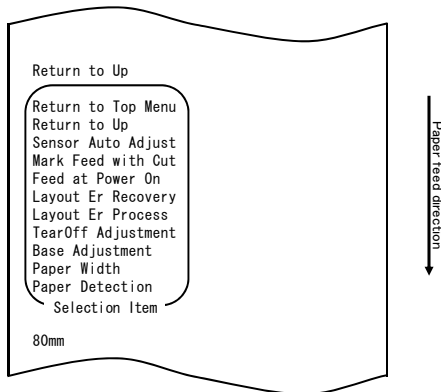 Return to Up
Return to Top Menu
Return to Up
Sensor Auto Adjust
Mark Feed with Cut
Feed at Power On
Layout Er Recovery
Layout Er Process
TearOff Adjustment
Base Adjustment
Paper Width
Paper Detection
Selection Item
80mm
Paper feed direction